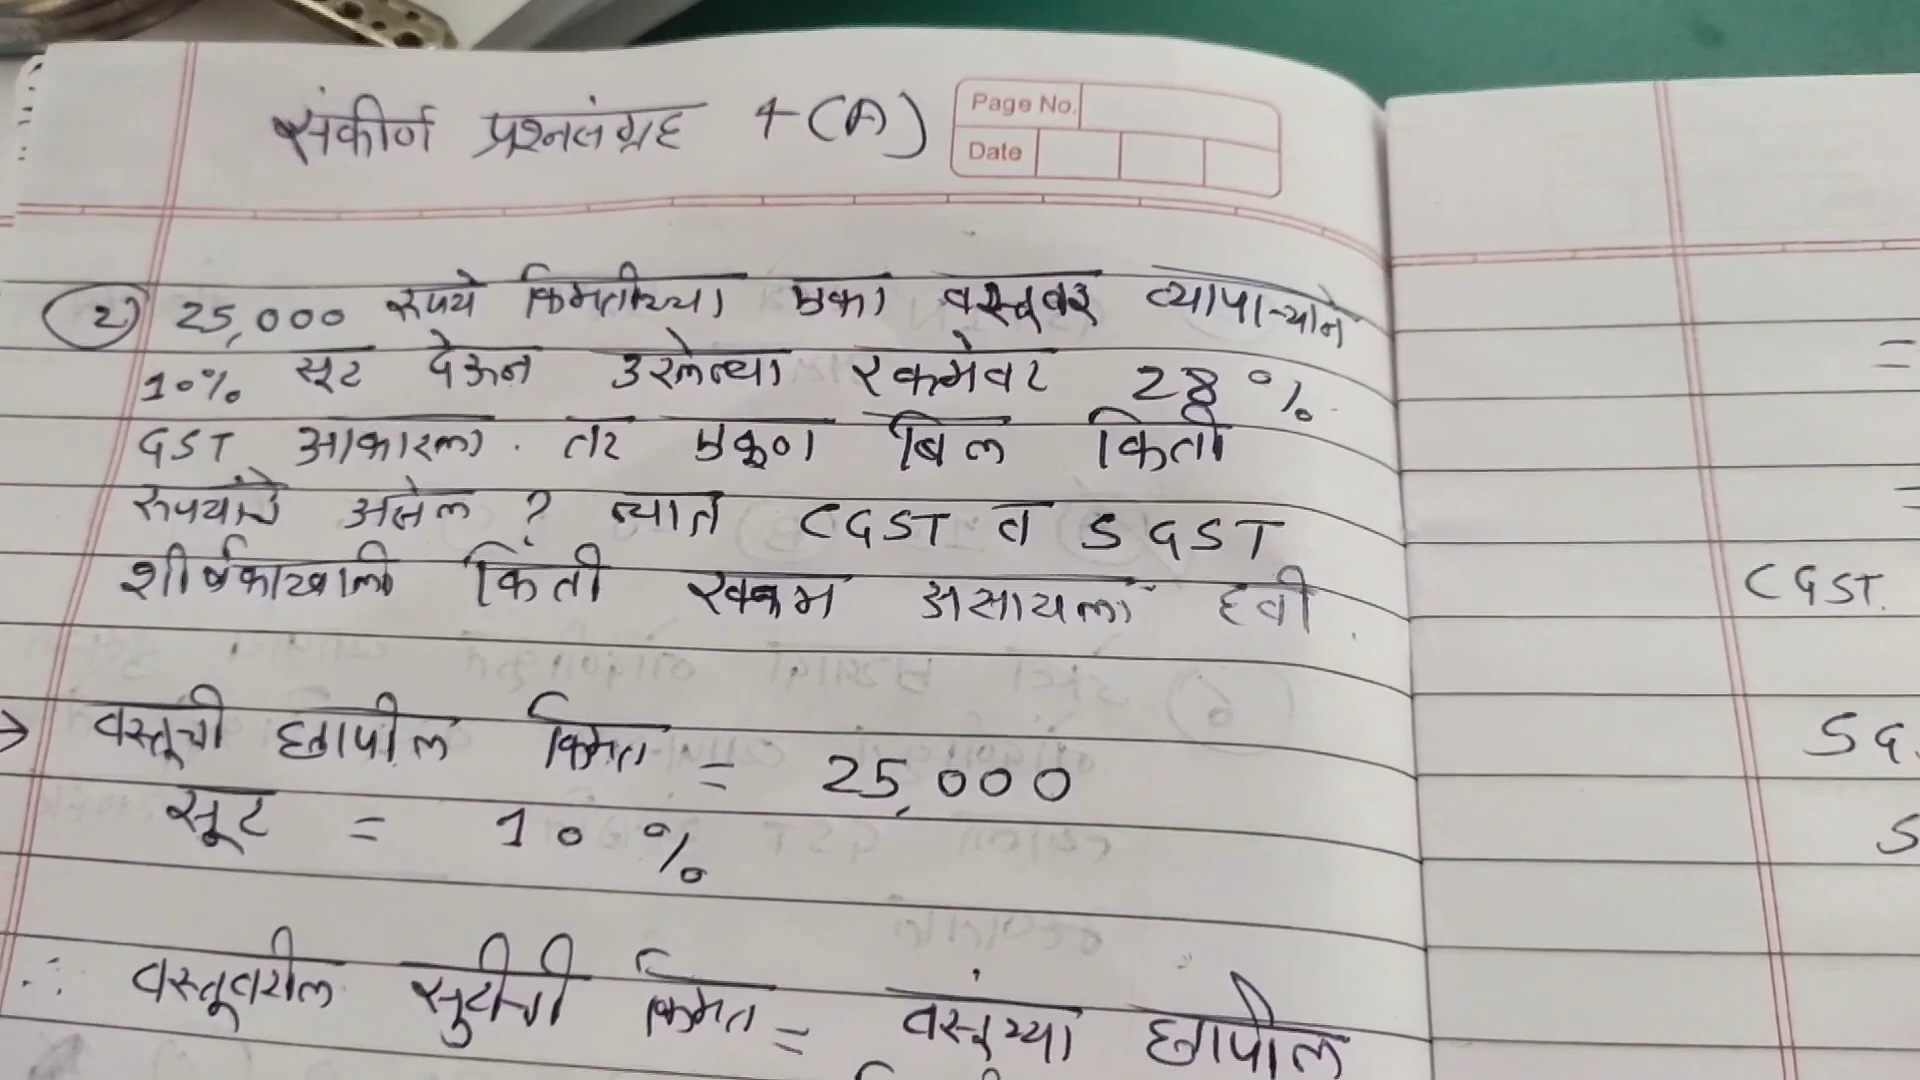 संकीर्ण प्रश्नसंग्रह 4 (A)
Page No.
Date
2) 25,000 रुपये किमतीच्या एका वस्तूवर व्यापाऱ्याने
10% सूट देऊन उरलेल्या रकमेवर 28%
GST आकारला. तर एकूण बिल किती
रुपयांचे असेल ? त्यात CGST व SGST
शीर्षकाखाली किती रक्कम असायला हवी.
→ वस्तूची छापील किंमत = 25,000
सूट = 10 %
∴ वस्तूवरील सुटीची किंमत = वस्तूंच्या छापील
=
=
CGST.
SG.
S